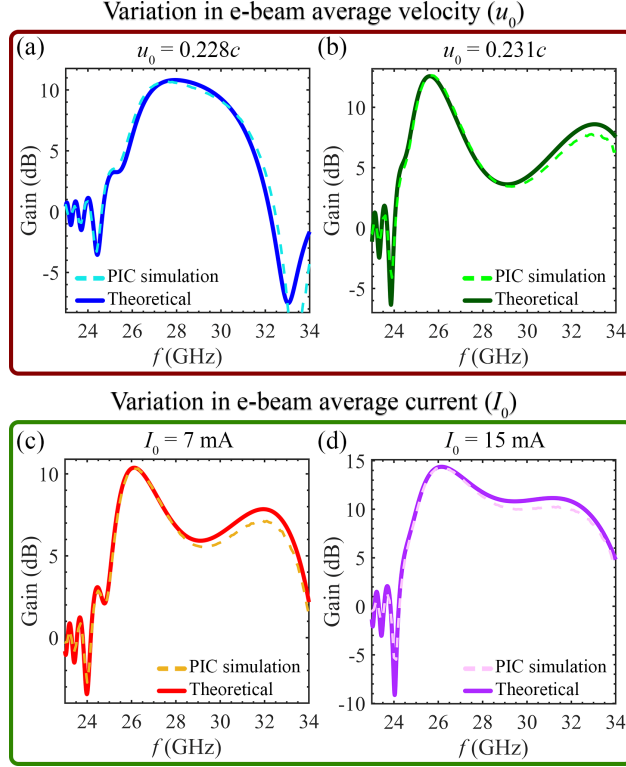 Variation in e-beam average velocity (u₀)
(a) u₀ = 0.228c
(b) u₀ = 0.231c
Gain (dB)
10
5
0
-5
PIC simulation
Theoretical
24 26 28 30 32 34
f (GHz)
Gain (dB)
10
5
0
-5
PIC simulation
Theoretical
24 26 28 30 32 34
f (GHz)
Variation in e-beam average current (I₀)
(c) I₀ = 7 mA
(d) I₀ = 15 mA
Gain (dB)
10
5
0
PIC simulation
Theoretical
24 26 28 30 32 34
f (GHz)
Gain (dB)
15
10
5
0
-5
-10
PIC simulation
Theoretical
24 26 28 30 32 34
f (GHz)